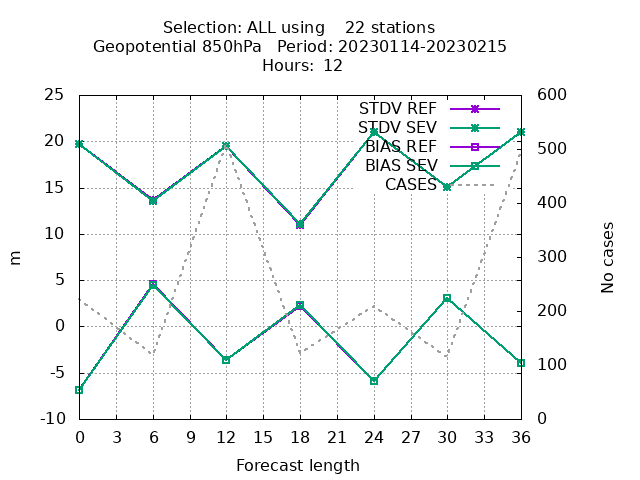 Selection: ALL using 22 stations
Geopotential 850hPa Period: 20230114-20230215
Hours: 12
25
20
15
10
5
0
-5
-10
m
600
500
400
300
200
100
0
No cases
STDV REF
STDV SEV
BIAS REF
BIAS SEV
CASES
0 3 6 9 12 15 18 21 24 27 30 33 36
Forecast length